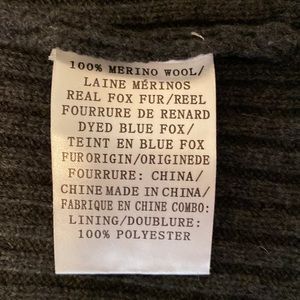 100% MERINO WOOL/
LAINE MÉRINOS
REAL FOX FUR/REEL
FOURRURE DE RENARD
DYED BLUE FOX/
TEINT EN BLUE FOX
FURORIGIN/ORIGINEDE
FOURRURE: CHINA/
CHINE MADE IN CHINA/
FABRIQUE EN CHINE COMBO:
LINING/DOUBLURE:
100% POLYESTER